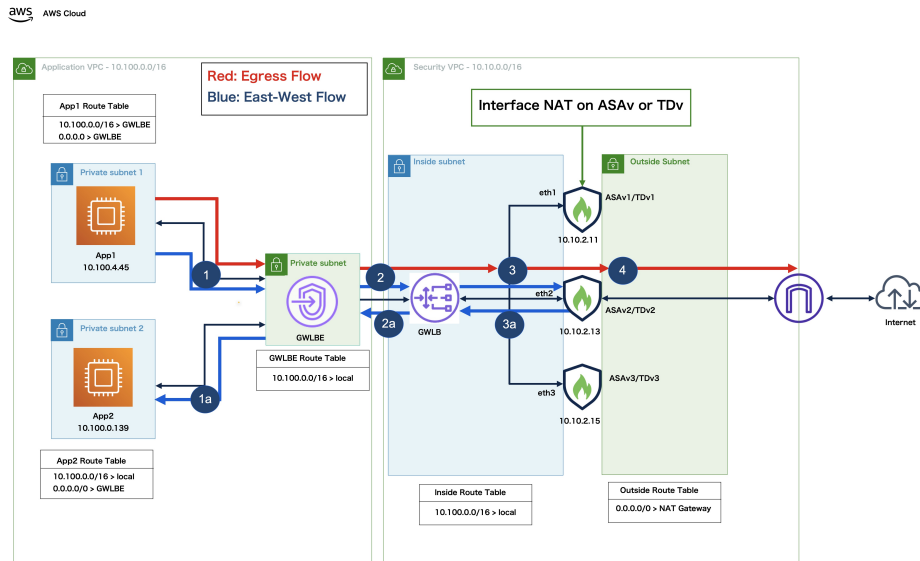 aws
AWS Cloud
Application VPC - 10.100.0.0/16
Security VPC - 10.10.0.0/16
Red: Egress Flow
Blue: East-West Flow
App1 Route Table
10.100.0.0/16 > GWLBE
0.0.0.0 > GWLBE
Interface NAT on ASAv or TDv
Private subnet 1
App1
10.100.4.45
Inside subnet
Outside Subnet
eth1
ASAv1/TDv1
10.10.2.11
Private subnet
GWLBE
1
2
3
4
GWLB
eth2
ASAv2/TDv2
10.10.2.13
Internet
2a
3a
Private subnet 2
App2
10.100.0.139
1a
GWLBE Route Table
10.100.0.0/16 > local
eth3
ASAv3/TDv3
10.10.2.15
App2 Route Table
10.100.0.0/16 > local
0.0.0.0/0 > GWLBE
Inside Route Table
10.100.0.0/16 > local
Outside Route Table
0.0.0.0/0 > NAT Gateway